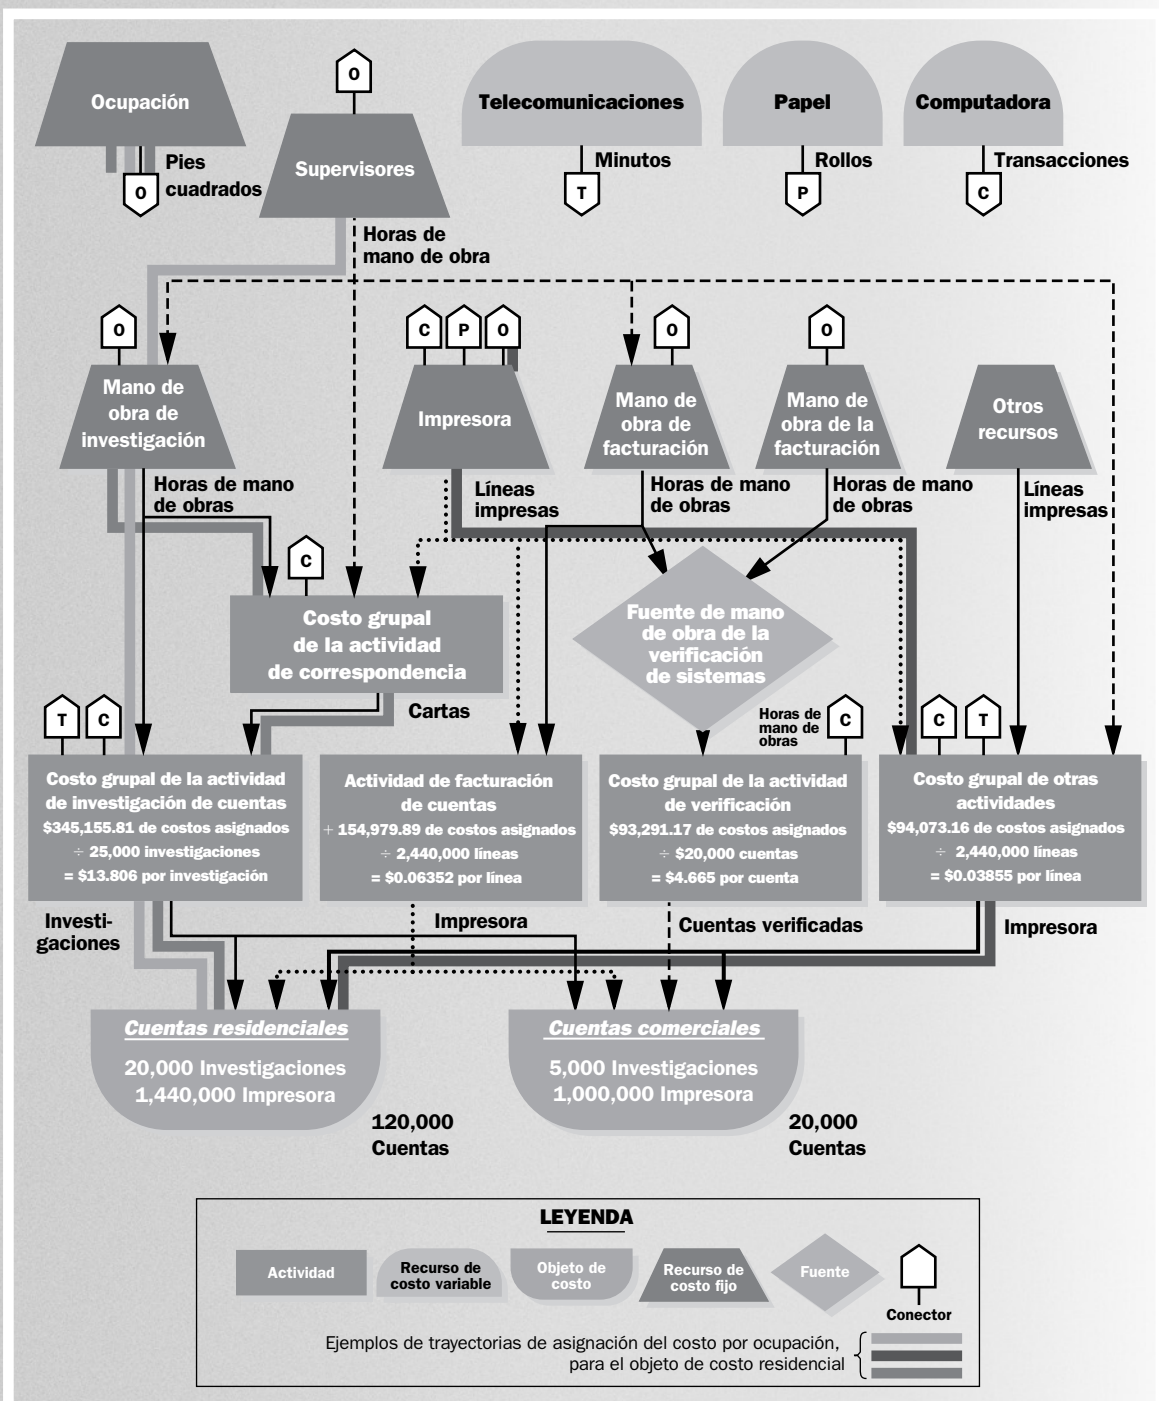 Ocupación
O
Telecomunicaciones
Papel
Computadora
Supervisores
Pies
cuadrados
O
Minutos
T
Rollos
P
Transacciones
C
Horas de
mano de obra
O
C
P
O
O
O
Mano de
obra de
investigación
Impresora
Mano de
obra de
facturación
Mano de
obra de la
facturación
Otros
recursos
Horas de mano
de obras
Líneas
impresas
Horas de mano
de obras
Horas de mano
de obras
Líneas
impresas
C
Costo grupal
de la actividad
de correspondencia
Fuente de mano
de obra de la
verificación
de sistemas
Cartas
T
C
Horas de
mano de
obras
C
C
T
Costo grupal de la actividad
de investigación de cuentas
$345,155.81 de costos asignados
÷ 25,000 investigaciones
= $13.806 por investigación
Actividad de facturación
de cuentas
+ 154,979.89 de costos asignados
÷ 2,440,000 líneas
= $0.06352 por línea
Costo grupal de la actividad
de verificación
$93,291.17 de costos asignados
÷ $20,000 cuentas
= $4.665 por cuenta
Costo grupal de otras
actividades
$94,073.16 de costos asignados
÷ 2,440,000 líneas
= $0.03855 por línea
Investi-
gaciones
Impresora
Cuentas verificadas
Impresora
Cuentas residenciales
20,000 Investigaciones
1,440,000 Impresora
120,000
Cuentas
Cuentas comerciales
5,000 Investigaciones
1,000,000 Impresora
20,000
Cuentas
LEYENDA
Actividad
Recurso de
costo variable
Objeto de
costo
Recurso de
costo fijo
Fuente
Conector
Ejemplos de trayectorias de asignación del costo por ocupación,
para el objeto de costo residencial